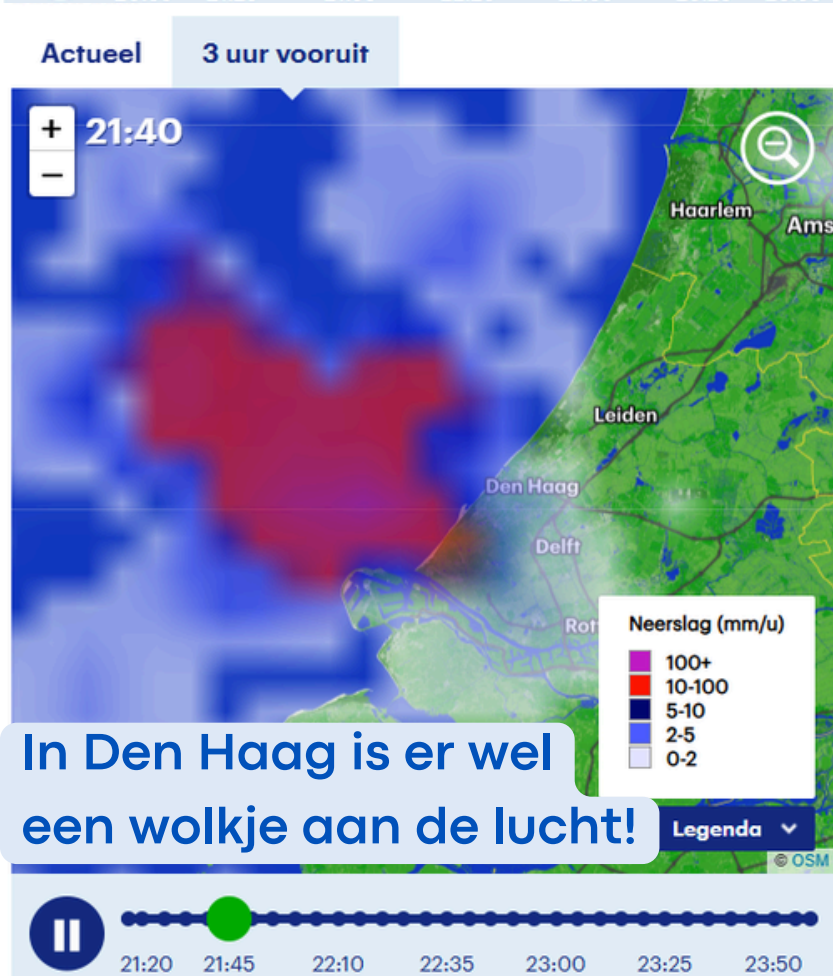 Actueel
3 uur vooruit
+
21:40
−
Haarlem
Ams
Leiden
Den Haag
Delft
Rot
Neerslag (mm/u)
100+
10-100
5-10
2-5
0-2
In Den Haag is er wel
een wolkje aan de lucht!
Legenda
© OSM
21:20 21:45 22:10 22:35 23:00 23:25 23:50